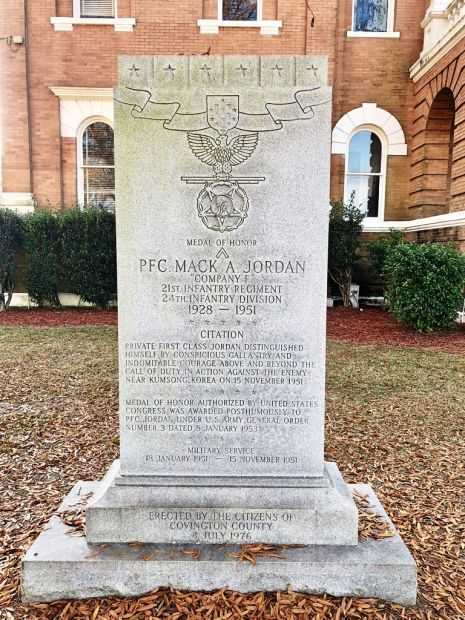 MEDAL OF HONOR
PFC. MACK A. JORDAN
"COMPANY F"
21ST INFANTRY REGIMENT
24TH INFANTRY DIVISION
1928 — 1951
CITATION
PRIVATE FIRST CLASS JORDAN DISTINGUISHED
HIMSELF BY CONSPICIOUS GALLANTRY AND
INDOMITABLE COURAGE ABOVE AND BEYOND THE
CALL OF DUTY IN ACTION AGAINST THE ENEMY
NEAR KUMSONG, KOREA ON 15 NOVEMBER 1951.
MEDAL OF HONOR AUTHORIZED BY UNITED STATES
CONGRESS WAS AWARDED POSTHUMOUSLY TO
PFC. JORDAN UNDER U.S. ARMY GENERAL ORDER
NUMBER 3 DATED 8 JANUARY 1953.
MILITARY SERVICE
18 JANUARY 1951 — 15 NOVEMBER 1951
ERECTED BY THE CITIZENS OF
COVINGTON COUNTY
4 JULY 1976